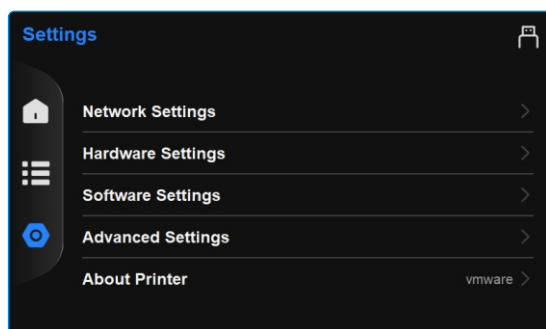 Settings
Network Settings
Hardware Settings
Software Settings
Advanced Settings
About Printer vmware